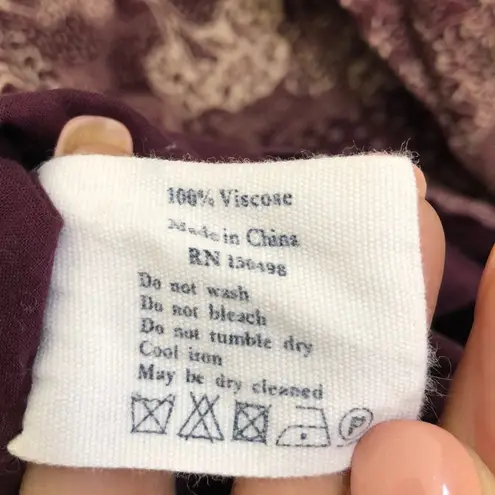 100% Viscose
Made in China
RN 130498
Do not wash
Do not bleach
Do not tumble dry
Cool iron
May be dry cleaned
P